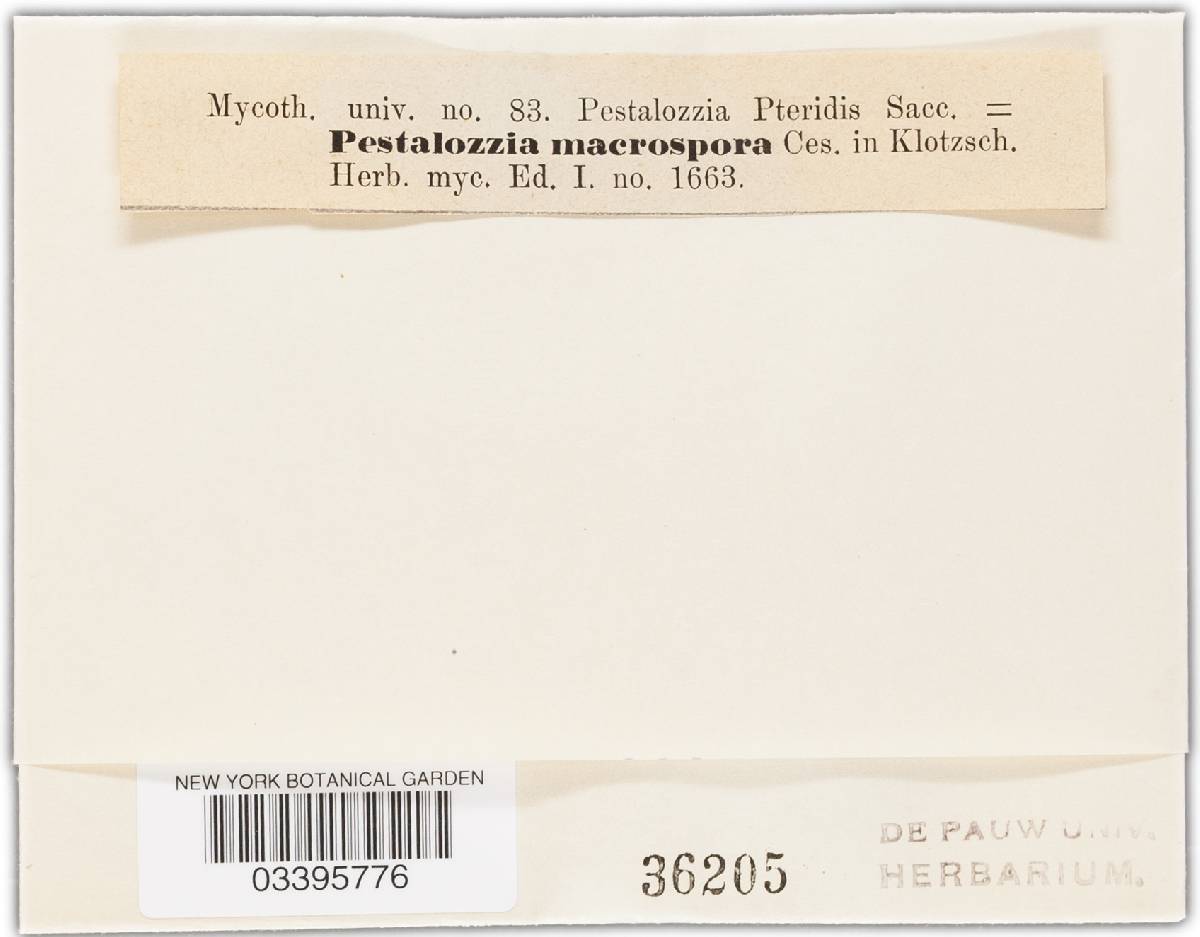 Mycoth. univ. no. 83. Pestalozzia Pteridis Sacc. =
Pestalozzia macrospora Ces. in Klotzsch.
Herb. myc. Ed. I. no. 1663.
NEW YORK BOTANICAL GARDEN
03395776
36205
DE PAUW UNIV.
HERBARIUM.